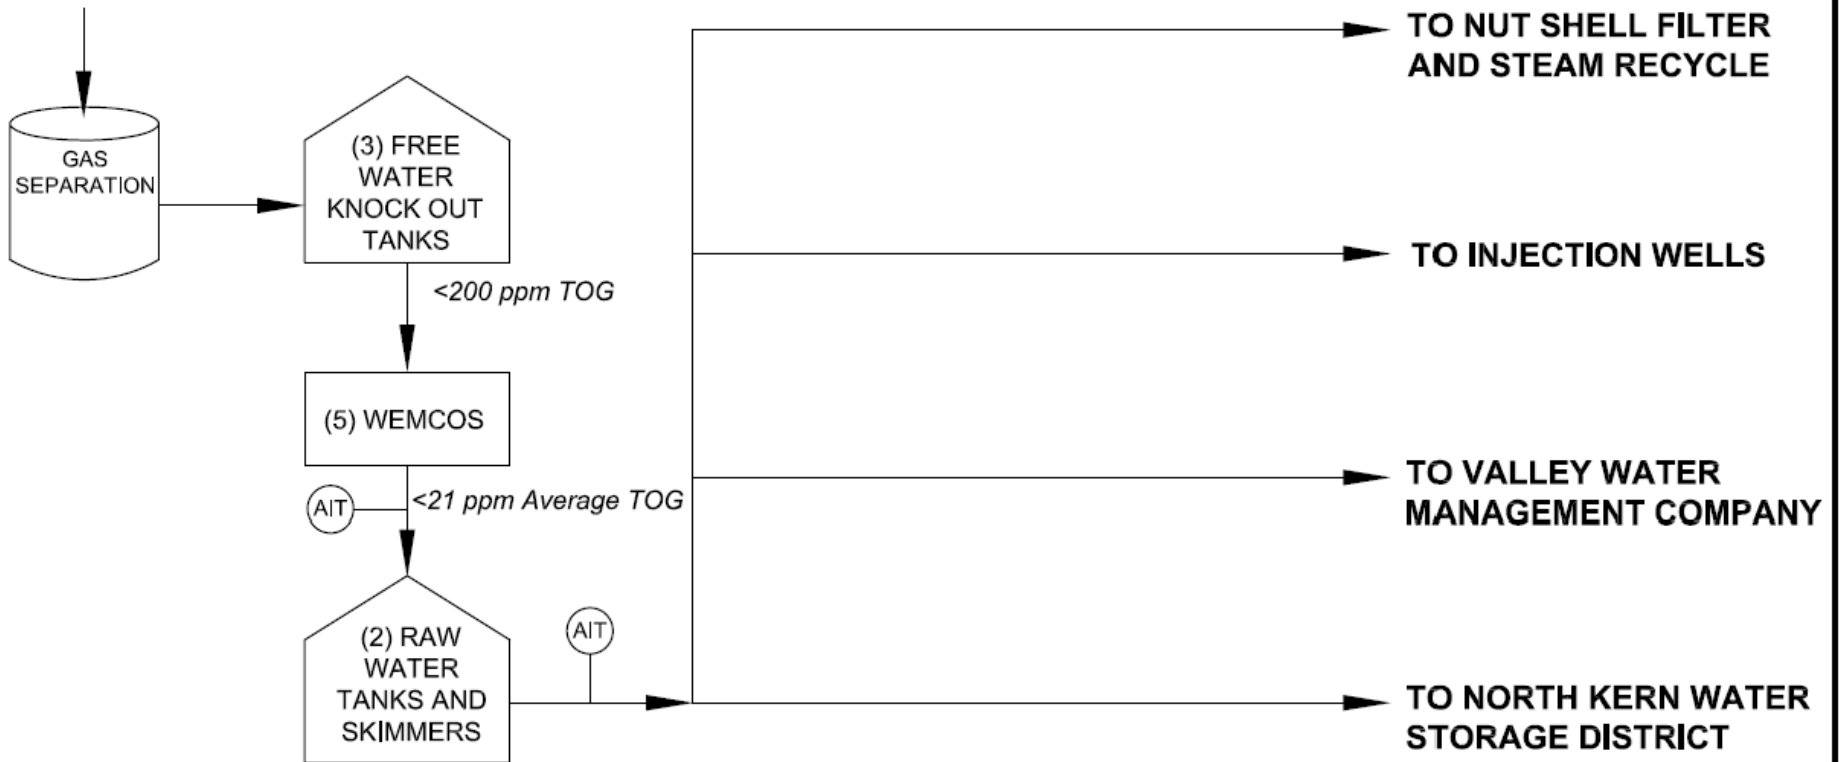 GAS
SEPARATION
(3) FREE
WATER
KNOCK OUT
TANKS
<200 ppm TOG
(5) WEMCOS
AIT
<21 ppm Average TOG
(2) RAW
WATER
TANKS AND
SKIMMERS
AIT
TO NUT SHELL FILTER
AND STEAM RECYCLE
TO INJECTION WELLS
TO VALLEY WATER
MANAGEMENT COMPANY
TO NORTH KERN WATER
STORAGE DISTRICT